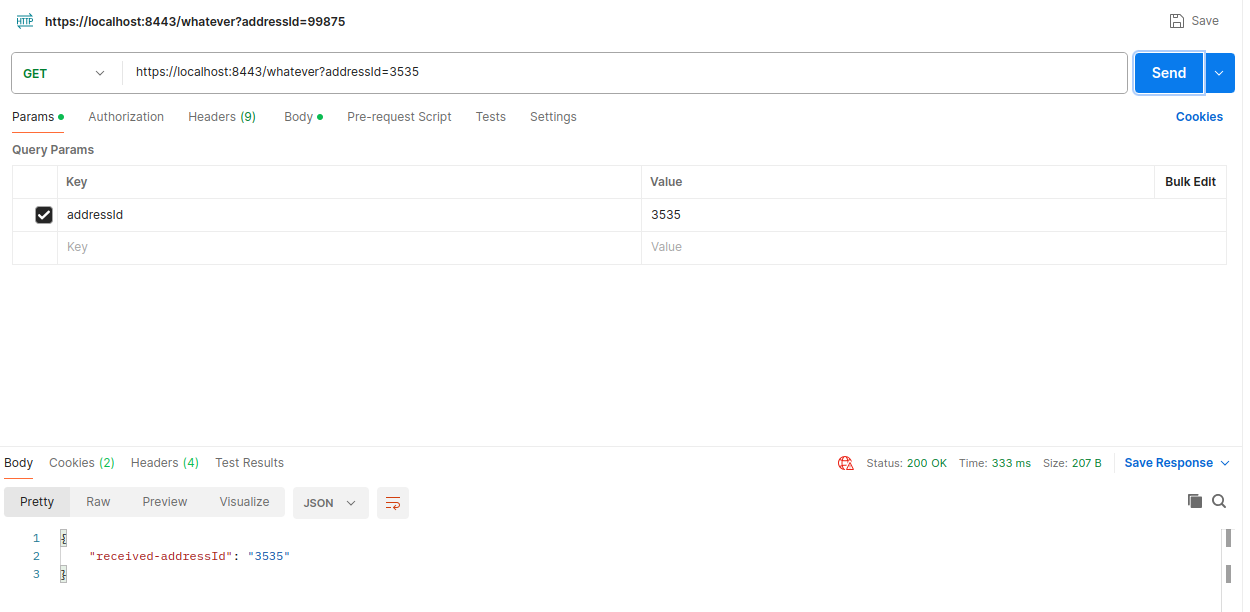 HTTP https://localhost:8443/whatever?addressId=99875 Save
GET https://localhost:8443/whatever?addressId=3535 Send
Params Authorization Headers (9) Body Pre-request Script Tests Settings Cookies
Query Params
Key Value Bulk Edit
addressId 3535
Key Value
Body Cookies (2) Headers (4) Test Results Status: 200 OK Time: 333 ms Size: 207 B Save Response
Pretty Raw Preview Visualize JSON
1 {
2 "received-addressId": "3535"
3 }